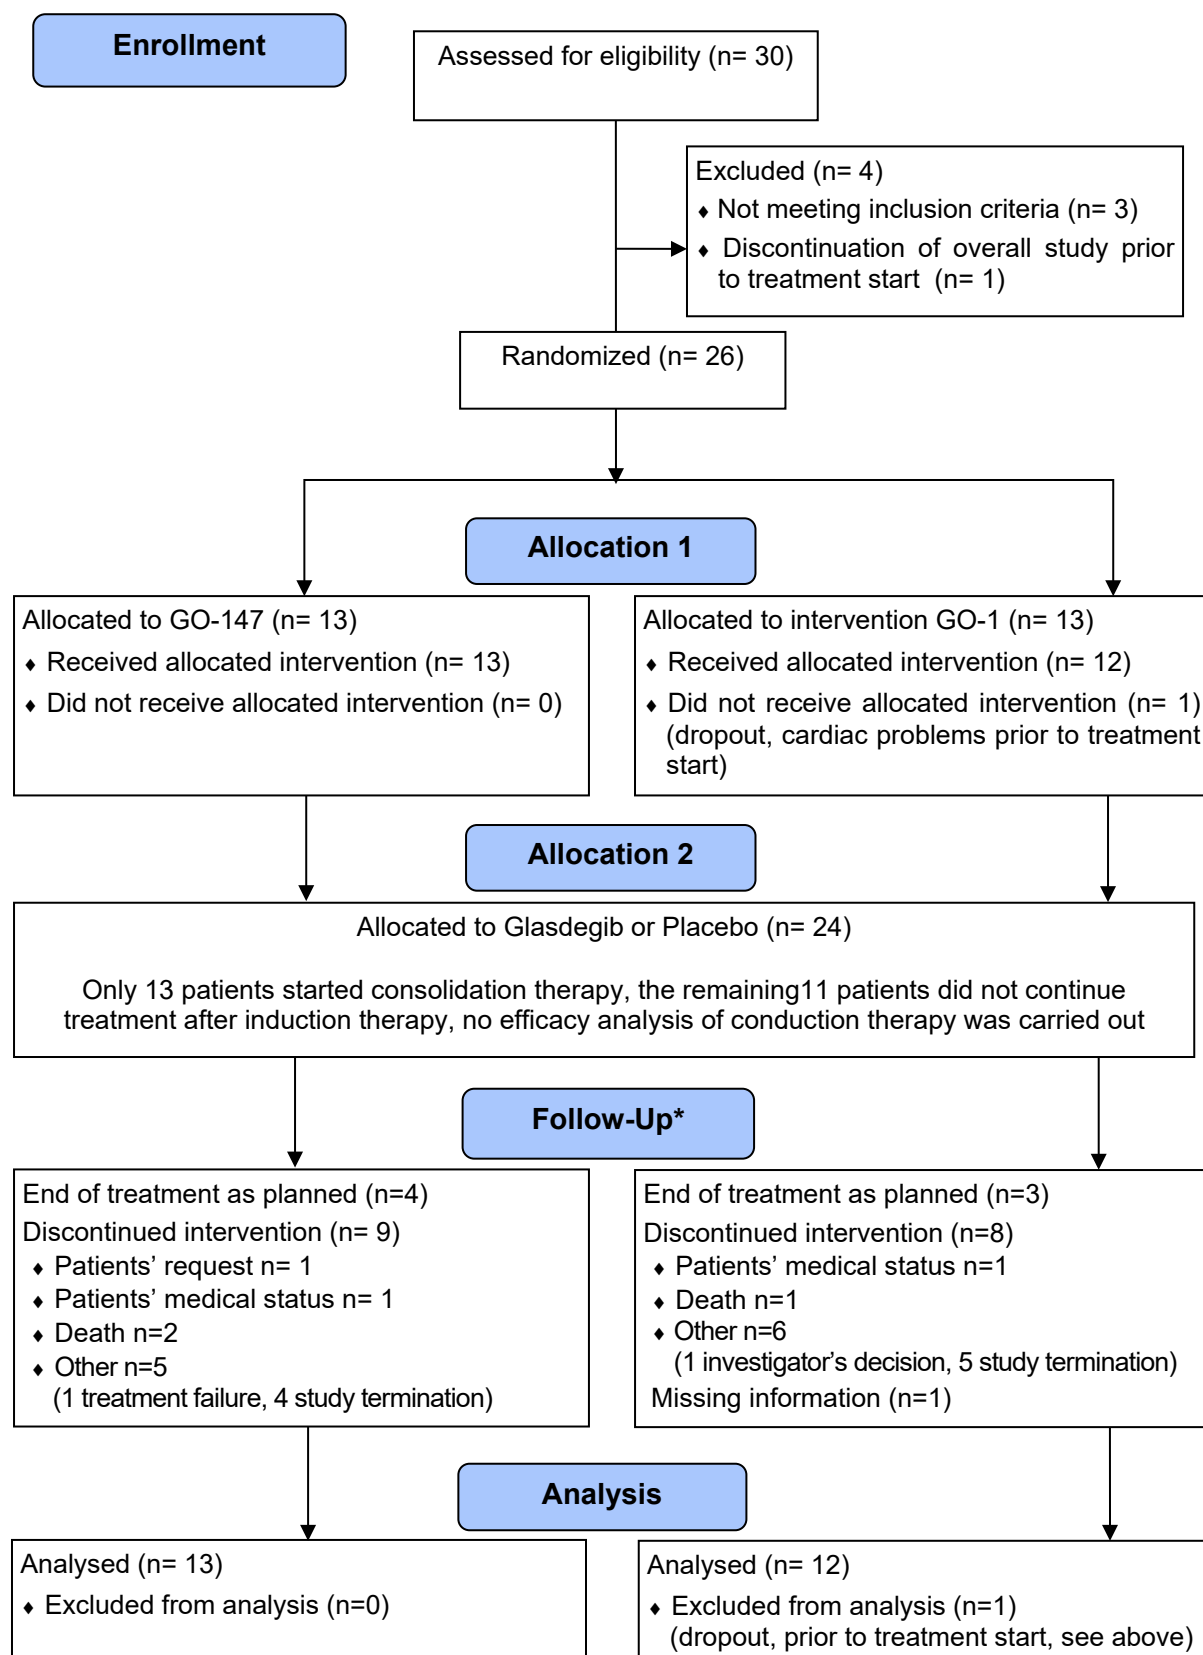 Enrollment
Assessed for eligibility (n= 30)
Excluded (n= 4)
♦ Not meeting inclusion criteria (n= 3)
♦ Discontinuation of overall study prior
to treatment start (n= 1)
Randomized (n= 26)
Allocation 1
Allocated to GO-147 (n= 13)
♦ Received allocated intervention (n= 13)
♦ Did not receive allocated intervention (n= 0)
Allocated to intervention GO-1 (n= 13)
♦ Received allocated intervention (n= 12)
♦ Did not receive allocated intervention (n= 1)
(dropout, cardiac problems prior to treatment
start)
Allocation 2
Allocated to Glasdegib or Placebo (n= 24)
Only 13 patients started consolidation therapy, the remaining11 patients did not continue
treatment after induction therapy, no efficacy analysis of conduction therapy was carried out
Follow-Up*
End of treatment as planned (n=4)
Discontinued intervention (n= 9)
♦ Patients’ request n= 1
♦ Patients’ medical status n= 1
♦ Death n=2
♦ Other n=5
(1 treatment failure, 4 study termination)
End of treatment as planned (n=3)
Discontinued intervention (n=8)
♦ Patients’ medical status n=1
♦ Death n=1
♦ Other n=6
(1 investigator’s decision, 5 study termination)
Missing information (n=1)
Analysis
Analysed (n= 13)
♦ Excluded from analysis (n=0)
Analysed (n= 12)
♦ Excluded from analysis (n=1)
(dropout, prior to treatment start, see above)